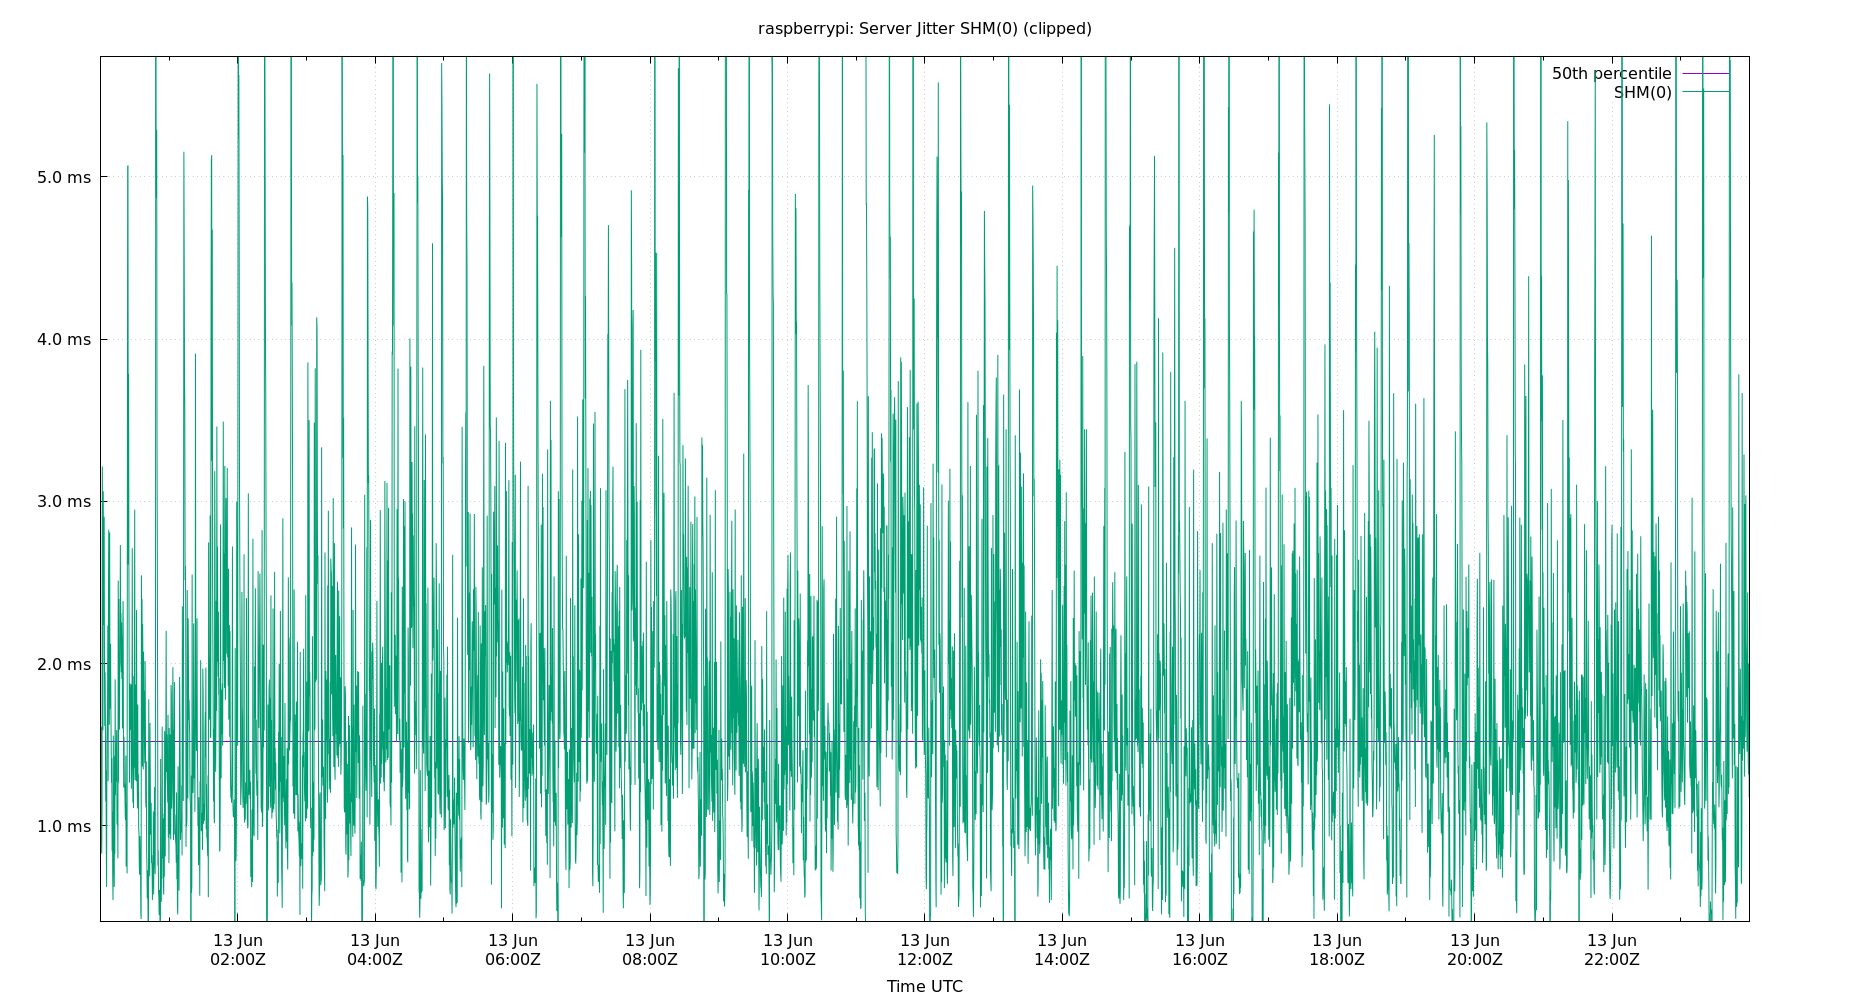 raspberrypi: Server Jitter SHM(0) (clipped)
50th percentile
SHM(0)
5.0 ms
4.0 ms
3.0 ms
2.0 ms
1.0 ms
13 Jun 13 Jun 13 Jun 13 Jun 13 Jun 13 Jun 13 Jun 13 Jun 13 Jun 13 Jun 13 Jun
02:00Z 04:00Z 06:00Z 08:00Z 10:00Z 12:00Z 14:00Z 16:00Z 18:00Z 20:00Z 22:00Z
Time UTC